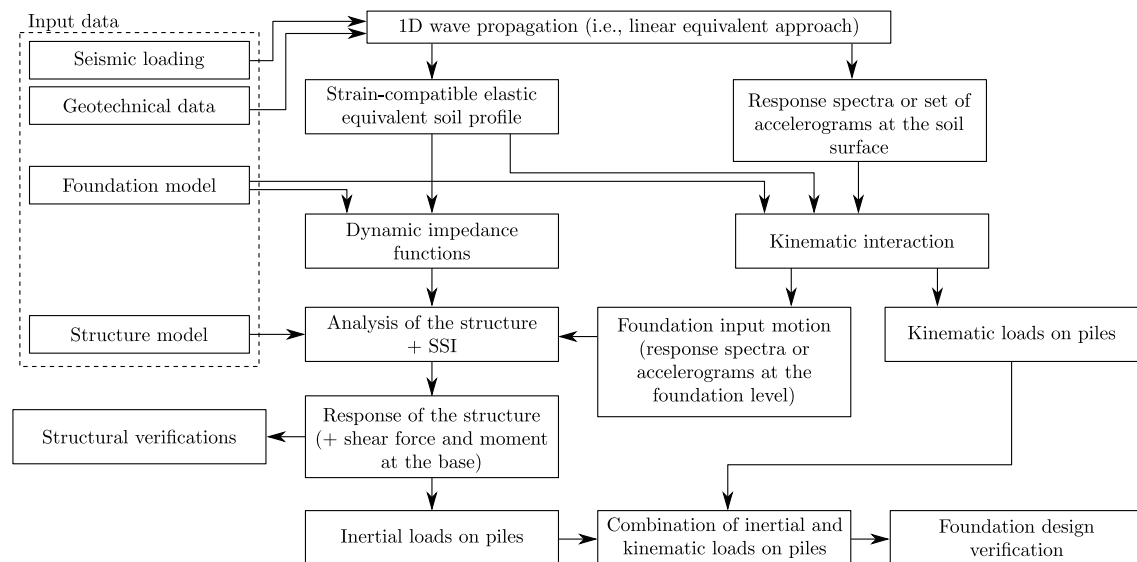 Input data
1D wave propagation (i.e., linear equivalent approach)
Seismic loading
Geotechnical data
Strain-compatible elastic
equivalent soil profile
Response spectra or set of
accelerograms at the soil
surface
Foundation model
Dynamic impedance
functions
Kinematic interaction
Structure model
Analysis of the structure
+ SSI
Foundation input motion
(response spectra or
accelerograms at the
foundation level)
Kinematic loads on piles
Structural verifications
Response of the structure
(+ shear force and moment
at the base)
Inertial loads on piles
Combination of inertial and
kinematic loads on piles
Foundation design
verification